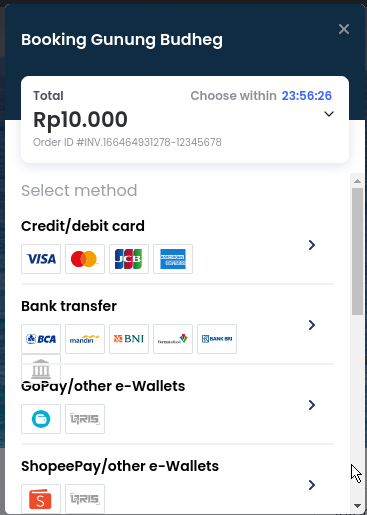 Booking Gunung Budheg
Total
Choose within 23:56:26
Rp10.000
Order ID #INV.166464931278-12345678
Select method
Credit/debit card
VISA mastercard JCB AMERICAN EXPRESS
Bank transfer
BCA mandiri BNI PermataBank BANK BRI
GoPay/other e-Wallets
QRIS
ShopeePay/other e-Wallets
S QRIS